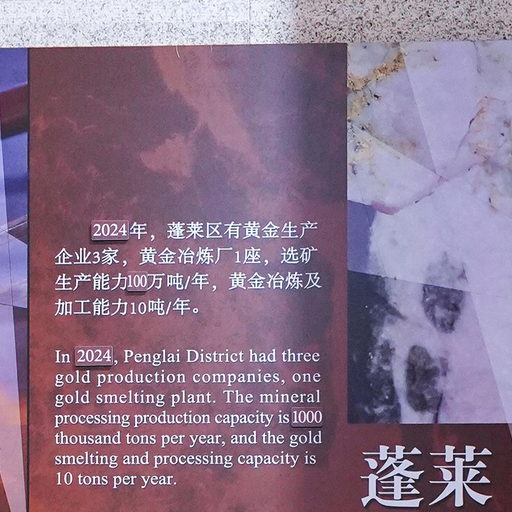 2024年，蓬莱区有黄金生产
企业3家，黄金冶炼厂1座，选矿
生产能力100万吨/年，黄金冶炼及
加工能力10吨/年。
In 2024, Penglai District had three
gold production companies, one
gold smelting plant. The mineral
processing production capacity is 1000
thousand tons per year, and the gold
smelting and processing capacity is
10 tons per year.
蓬莱